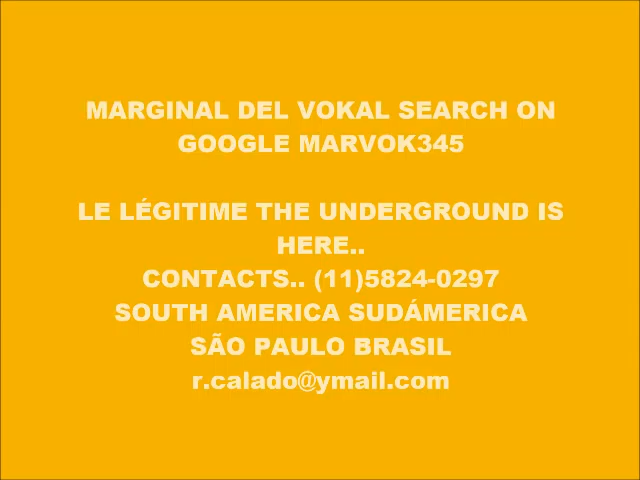 MARGINAL DEL VOKAL SEARCH ON
GOOGLE MARVOK345
LE LÉGITIME THE UNDERGROUND IS
HERE..
CONTACTS.. (11)5824-0297
SOUTH AMERICA SUDÁMERICA
SÃO PAULO BRASIL
r.calado@ymail.com